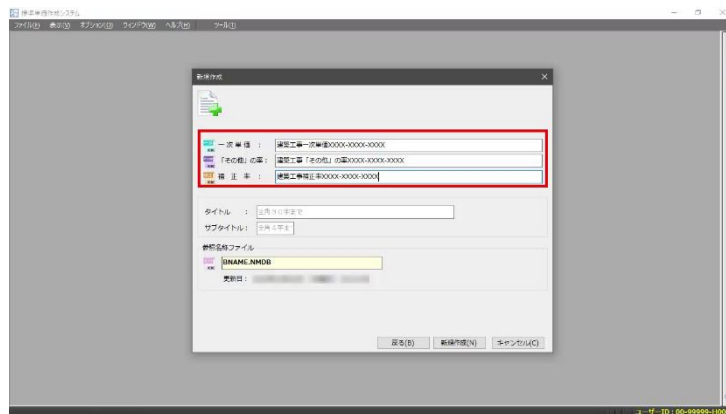 標準単価作成システム
ファイル(F) 表示(V) オプション(O) ウィンドウ(W) ヘルプ(H) ツール(T)
新規作成
一次単価 : 建築工事一次単価XXXX-XXXX-XXXX
「その他」の率: 建築工事「その他」の率XXXX-XXXX-XXXX
補正率 : 建築工事補正率XXXX-XXXX-XXXX
タイトル : 全角30字まで
サブタイトル: 全角4字まで
参照名称ファイル
BNAME.NMDB
更新日:
戻る(B) 新規作成(N) キャンセル(C)
ユーザーID:00-99999-U00